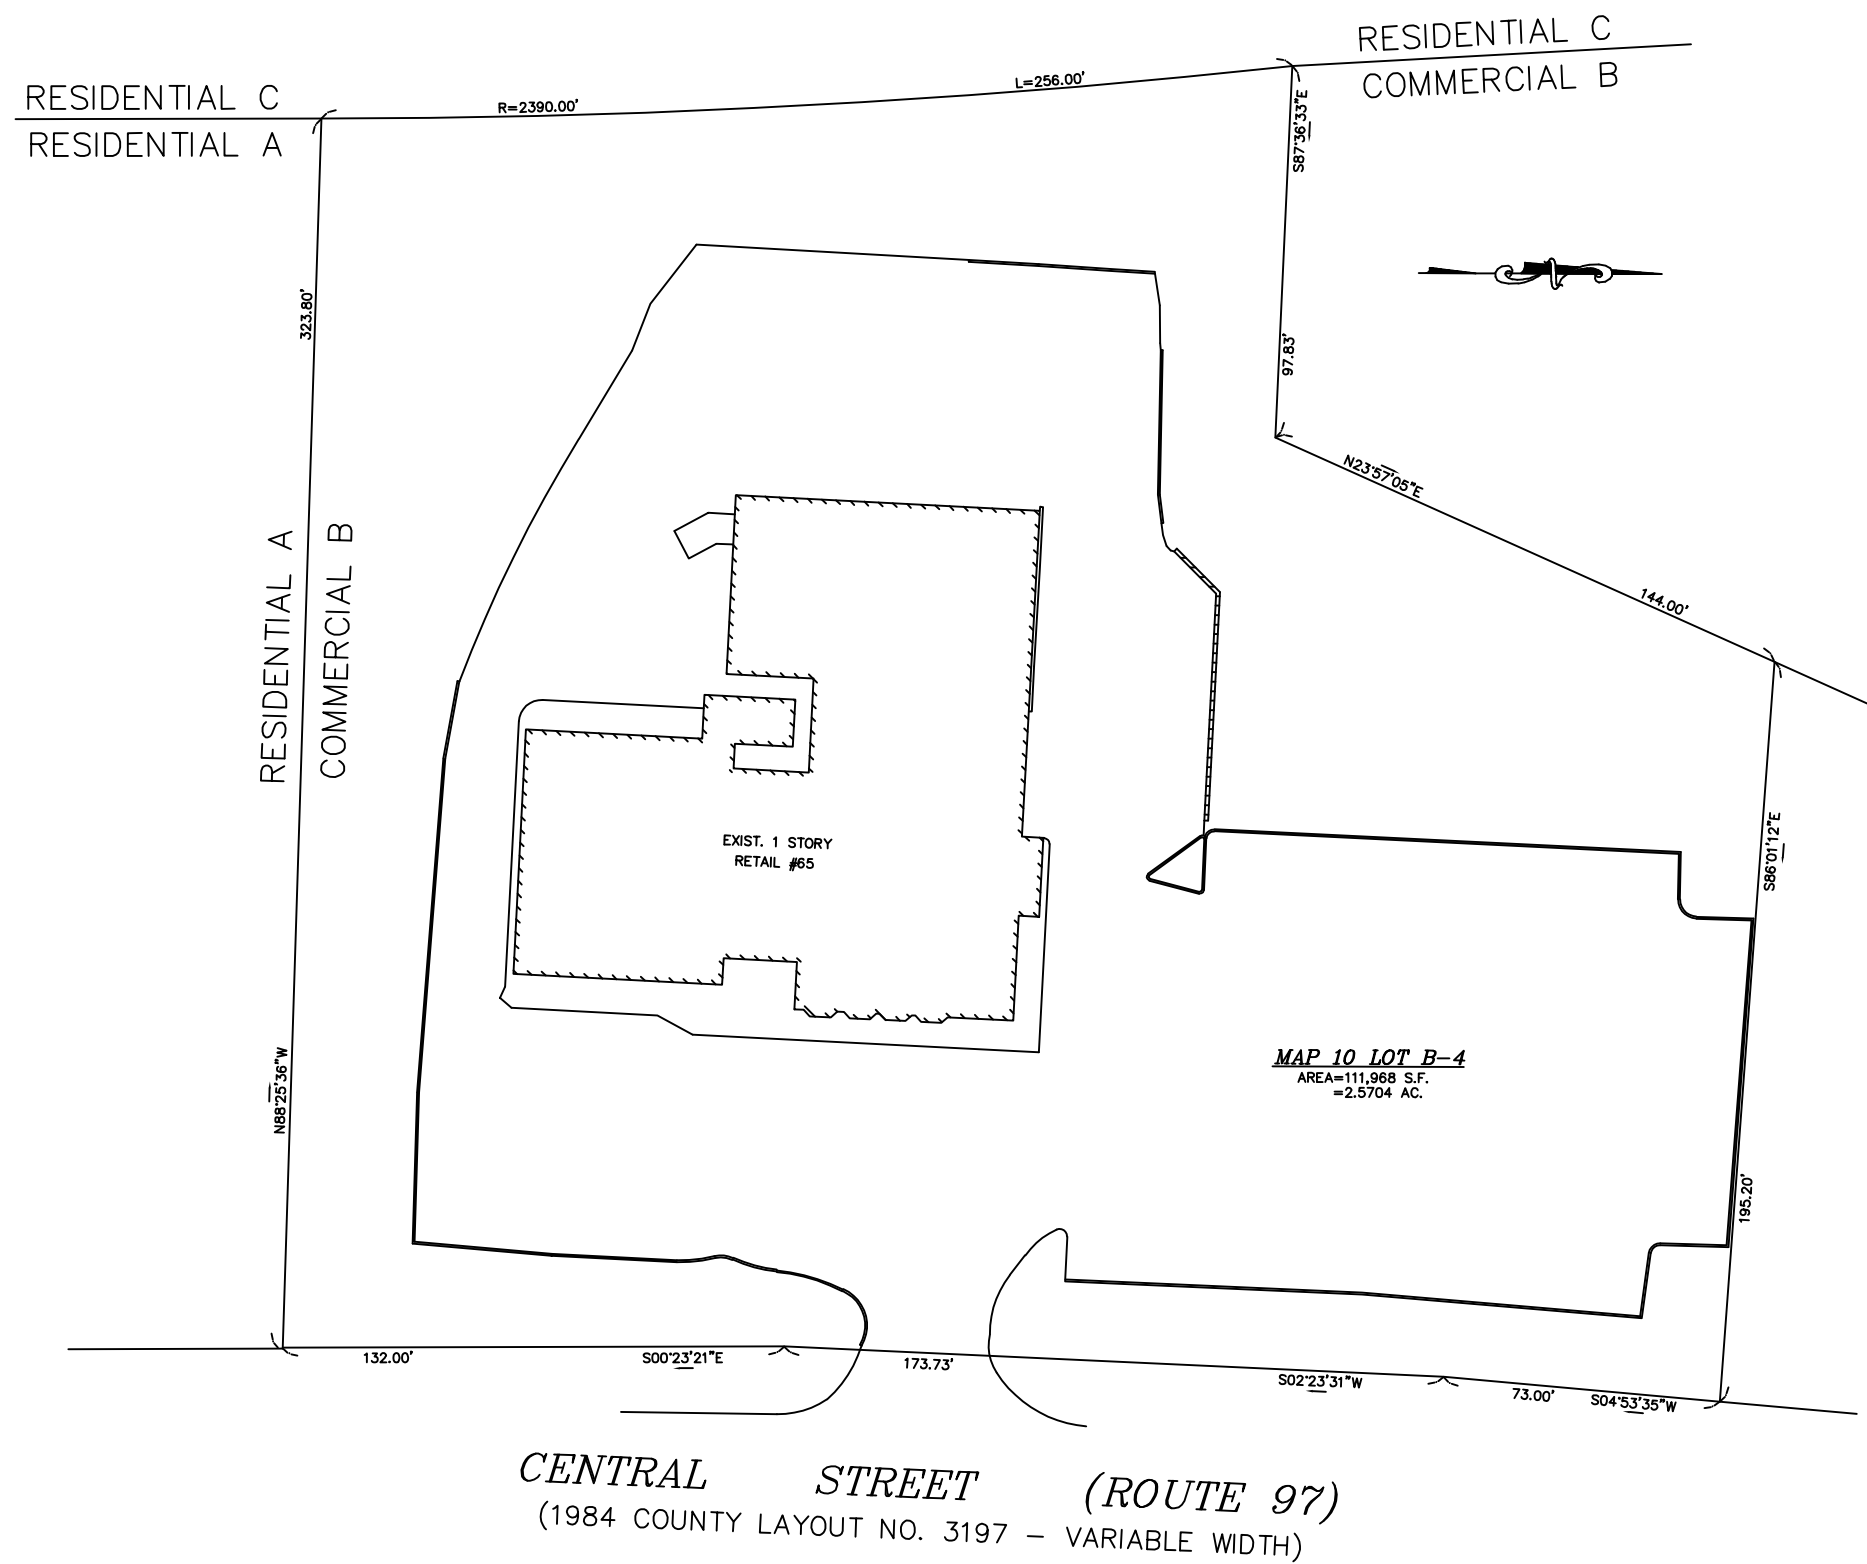 RESIDENTIAL C
RESIDENTIAL A
R=2390.00'
L=256.00'
RESIDENTIAL C
COMMERCIAL B
S87°36'33"E
97.83'
N23°57'05"E
144.00'
323.80'
RESIDENTIAL A
COMMERCIAL B
N88°25'36"W
EXIST. 1 STORY
RETAIL #65
MAP 10 LOT B-4
AREA=111,968 S.F.
=2.5704 AC.
S86°01'12"E
195.20'
132.00'
S00°23'21"E
173.73'
S02°23'31"W
73.00'
S04°53'35"W
CENTRAL STREET (ROUTE 97)
(1984 COUNTY LAYOUT NO. 3197 - VARIABLE WIDTH)